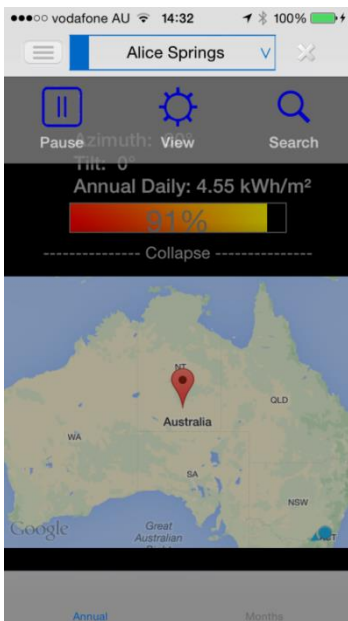 vodafone AU 14:32 100%
Alice Springs
Pause View Search
Azimuth:
Tilt: 0°
Annual Daily: 4.55 kWh/m²
91%
--------------- Collapse ---------------
NT
QLD
Australia
WA
SA
NSW
Google
Great
Australian
Annual Months